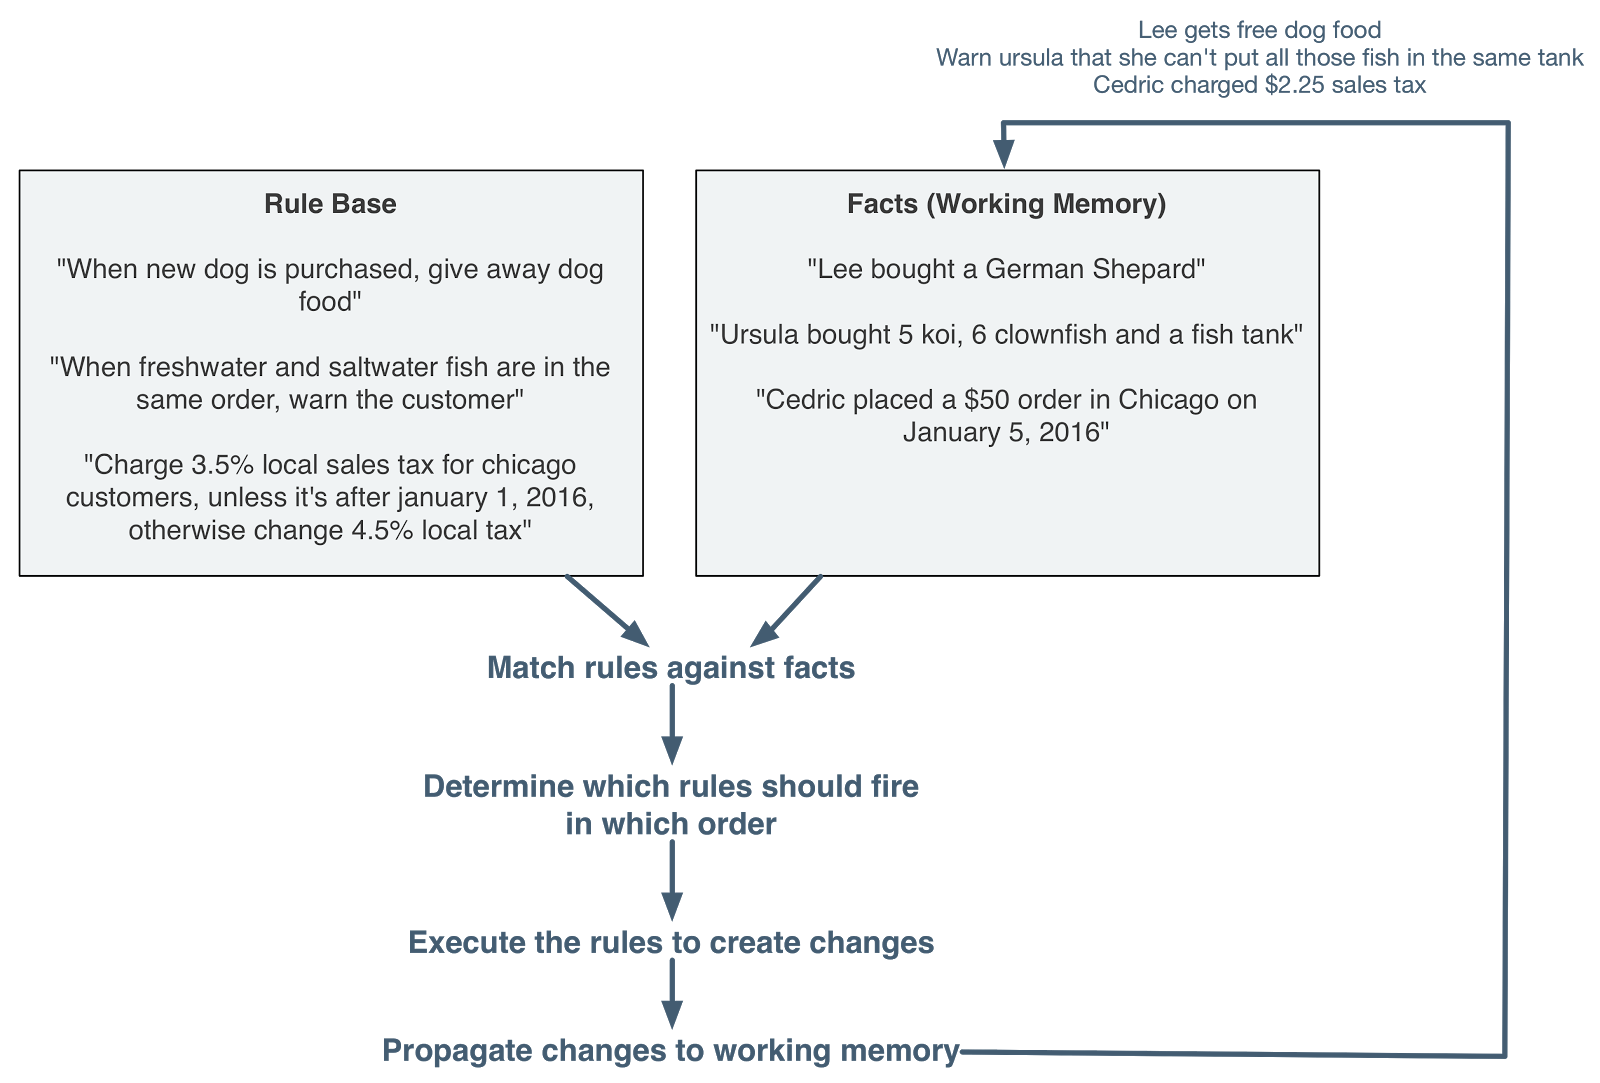 Lee gets free dog food
Warn ursula that she can't put all those fish in the same tank
Cedric charged $2.25 sales tax
Rule Base
"When new dog is purchased, give away dog
food"
"When freshwater and saltwater fish are in the
same order, warn the customer"
"Charge 3.5% local sales tax for chicago
customers, unless it's after january 1, 2016,
otherwise change 4.5% local tax"
Facts (Working Memory)
"Lee bought a German Shepard"
"Ursula bought 5 koi, 6 clownfish and a fish tank"
"Cedric placed a $50 order in Chicago on
January 5, 2016"
Match rules against facts
Determine which rules should fire
in which order
Execute the rules to create changes
Propagate changes to working memory